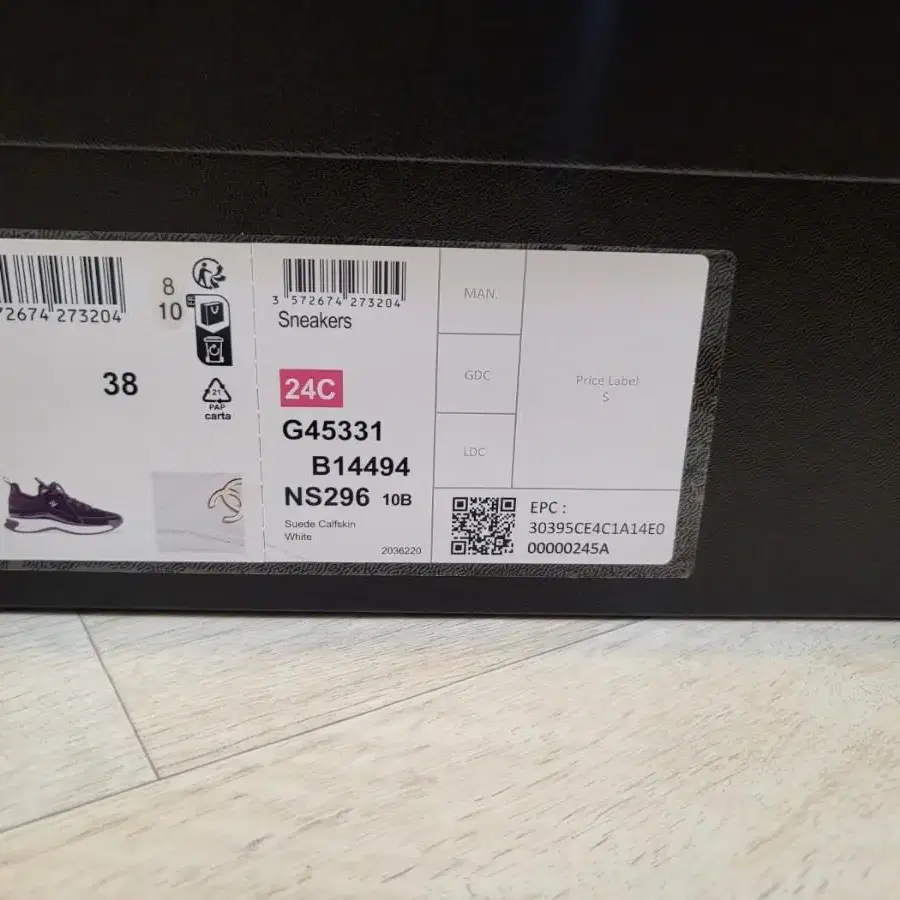 72674 273204
8
10
38
21
PAP
carta
3 572674 273204
Sneakers
24C
G45331
B14494
NS296 10B
Suede Calfskin
White
2036220
MAN.
GDC
LDC
Price Label
S
EPC :
30395CE4C1A14E0
00000245A